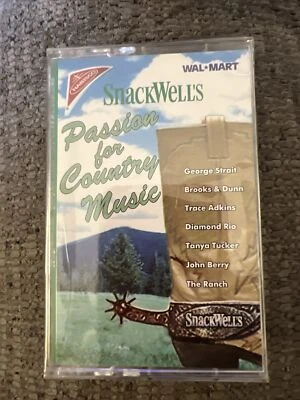 NABISCO
WAL★MART
SNACKWELL'S
Passion
for
Country
Music
George Strait
Brooks & Dunn
Trace Adkins
Diamond Rio
Tanya Tucker
John Berry
The Ranch
SNACKWELL'S